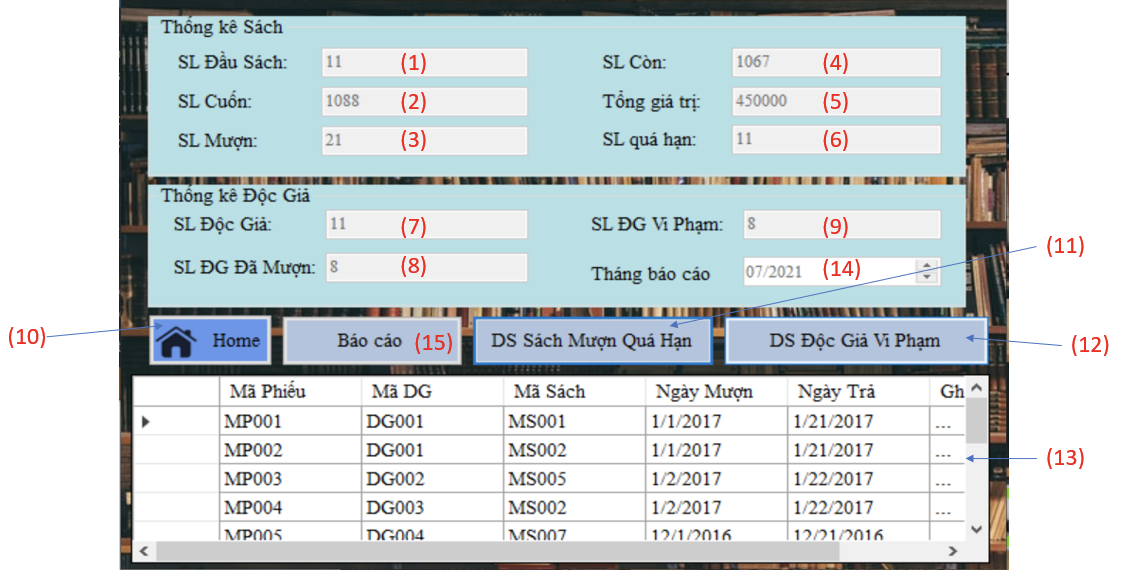 Thống kê Sách
SL Đầu Sách: 11 (1) SL Còn: 1067 (4)
SL Cuốn: 1088 (2) Tổng giá trị: 450000 (5)
SL Mượn: 21 (3) SL quá hạn: 11 (6)
Thống kê Độc Giả
SL Độc Giả: 11 (7) SL ĐG Vi Phạm: 8 (9)
(11)
SL ĐG Đã Mượn: 8 (8) Tháng báo cáo 07/2021 (14)
(10) Home Báo cáo (15) DS Sách Mượn Quá Hạn DS Độc Giả Vi Phạm (12)
Mã Phiếu Mã DG Mã Sách Ngày Mượn Ngày Trả Gh
MP001 DG001 MS001 1/1/2017 1/21/2017 ...
MP002 DG001 MS002 1/1/2017 1/21/2017 ...
MP003 DG002 MS005 1/2/2017 1/22/2017 ... (13)
MP004 DG003 MS002 1/2/2017 1/22/2017 ...
MP005 DG004 MS007 12/1/2016 12/21/2016